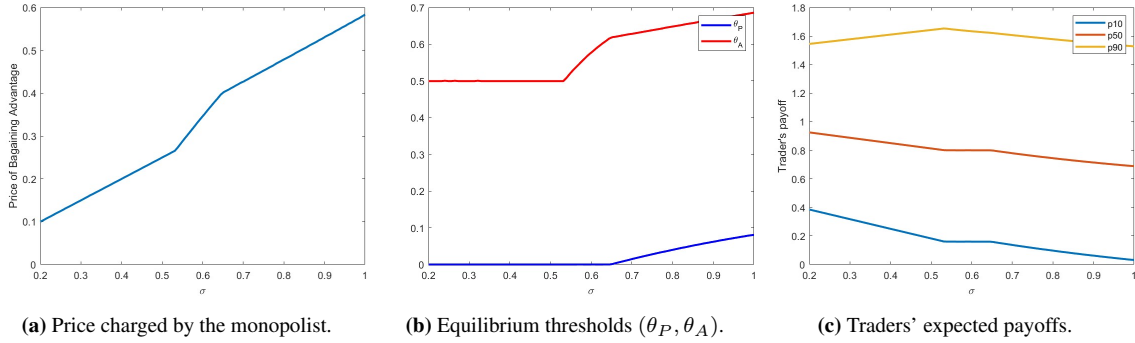 Price of Bagaining Advantage
0.6
0.5
0.4
0.3
0.2
0.1
0
0.2 0.3 0.4 0.5 0.6 0.7 0.8 0.9 1
σ
(a) Price charged by the monopolist.
0.7
0.6
0.5
0.4
0.3
0.2
0.1
0
0.2 0.3 0.4 0.5 0.6 0.7 0.8 0.9 1
σ
θ_P
θ_A
(b) Equilibrium thresholds (θ_P, θ_A).
Trader's payoff
1.8
1.6
1.4
1.2
1
0.8
0.6
0.4
0.2
0
0.2 0.3 0.4 0.5 0.6 0.7 0.8 0.9 1
σ
p10
p50
p90
(c) Traders' expected payoffs.